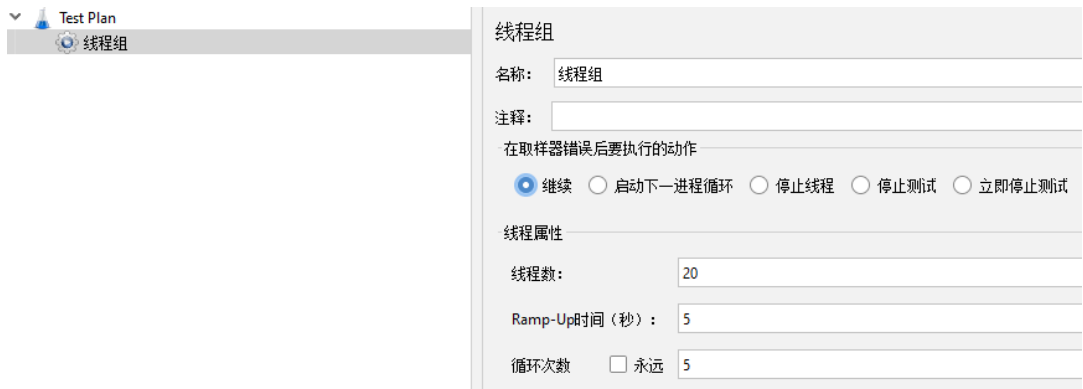 Test Plan
线程组
线程组
名称： 线程组
注释：
在取样器错误后要执行的动作
继续 启动下一进程循环 停止线程 停止测试 立即停止测试
线程属性
线程数： 20
Ramp-Up时间（秒）： 5
循环次数 永远 5